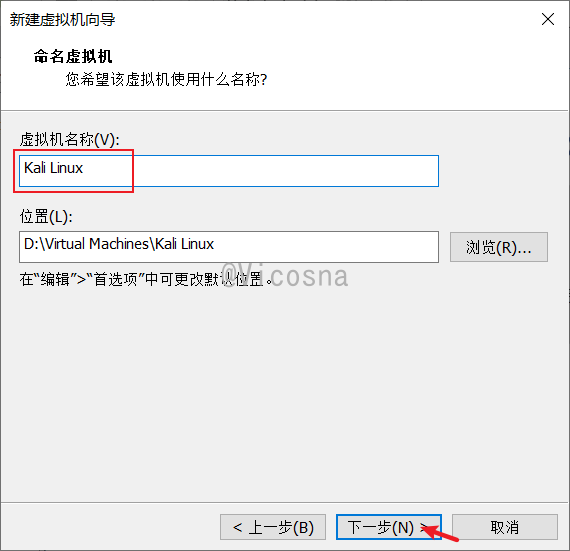 新建虚拟机向导
命名虚拟机
您希望该虚拟机使用什么名称?
虚拟机名称(V):
Kali Linux
位置(L):
D:\Virtual Machines\Kali Linux
浏览(R)...
在“编辑”>“首选项”中可更改默认位置。
@Vicosna
< 上一步(B)
下一步(N) >
取消